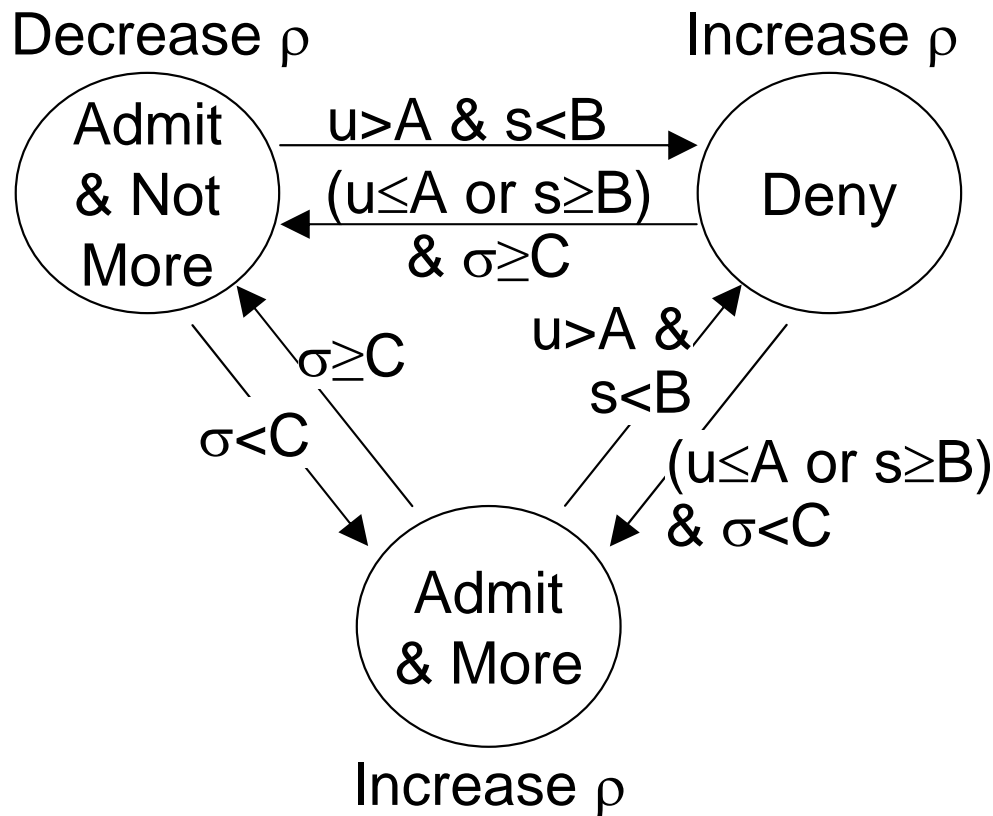 Decrease ρ
Increase ρ
Admit
& Not
More
u>A & s<B
(u≤A or s≥B)
& σ≥C
Deny
σ≥C
σ<C
u>A &
s<B
(u≤A or s≥B)
& σ<C
Admit
& More
Increase ρ